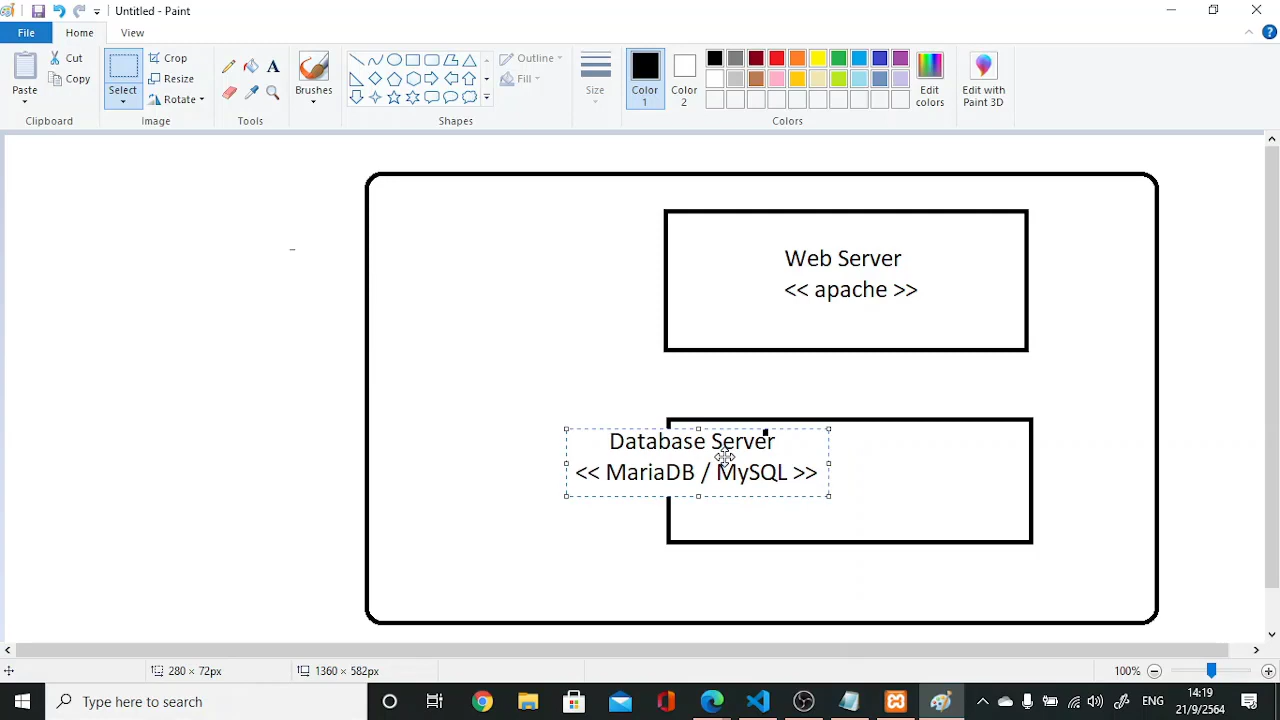 Untitled - Paint
File
Home
View
Paste
Cut
Copy
Clipboard
Select
Crop
Resize
Rotate
Image
A
Tools
Brushes
Outline
Fill
Shapes
Size
Color 1
Color 2
Edit colors
Colors
Edit with Paint 3D
Web Server
<< apache >>
Database Server
<< MariaDB / MySQL >>
280 × 72px
1360 × 582px
100%
Type here to search
ENG
14:19
21/9/2564